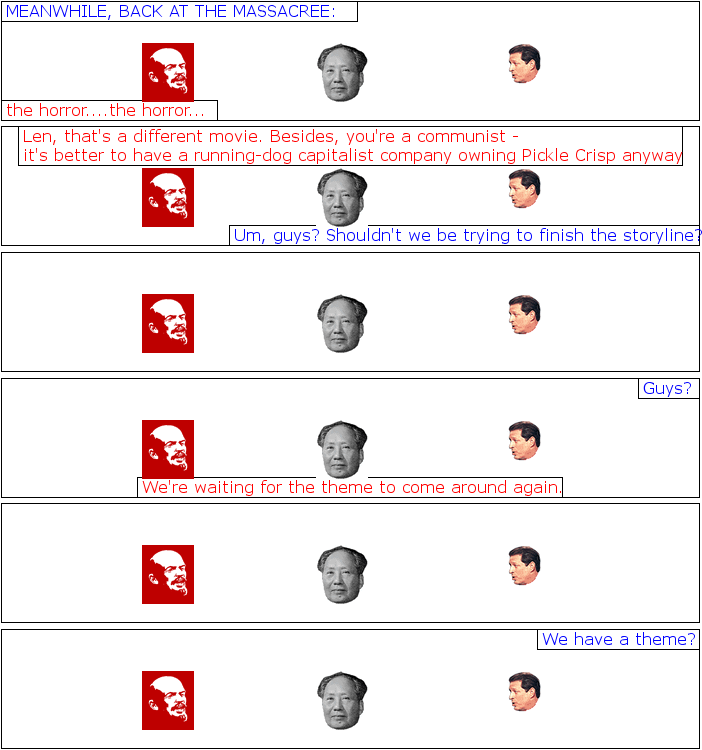 MEANWHILE, BACK AT THE MASSACREE:
the horror....the horror...
Len, that's a different movie. Besides, you're a communist -
it's better to have a running-dog capitalist company owning Pickle Crisp anyway
Um, guys? Shouldn't we be trying to finish the storyline?
Guys?
We're waiting for the theme to come around again.
We have a theme?